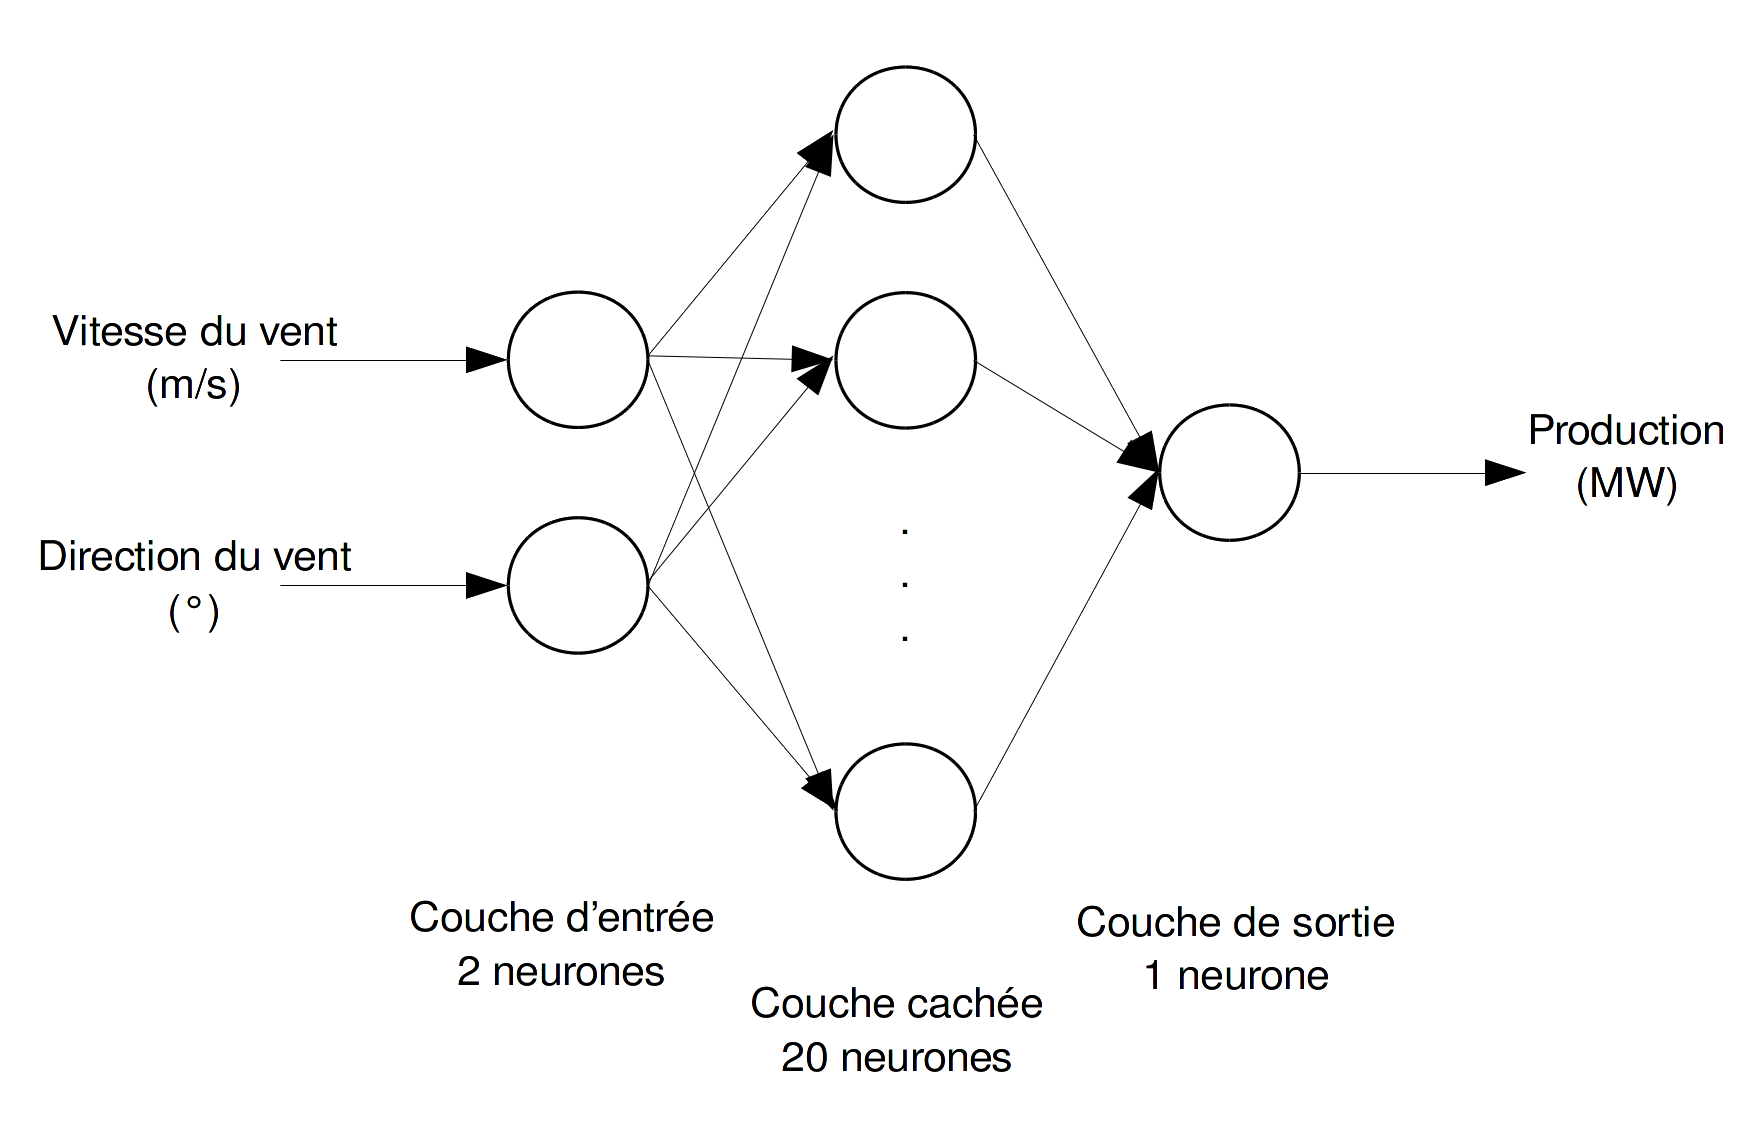 Vitesse du vent
(m/s)
Direction du vent
(°)
Production
(MW)
Couche d’entrée
2 neurones
Couche cachée
20 neurones
Couche de sortie
1 neurone